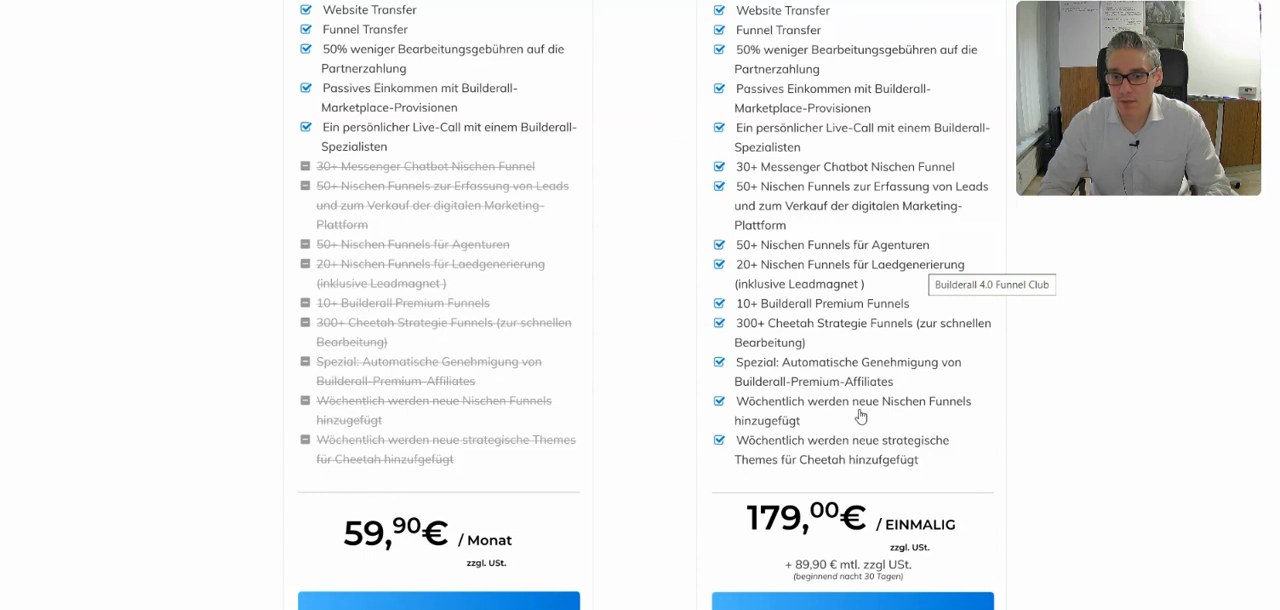 Website Transfer
Funnel Transfer
50% weniger Bearbeitungsgebühren auf die
Partnerzahlung
Passives Einkommen mit Builderall-
Marketplace-Provisionen
Ein persönlicher Live-Call mit einem Builderall-
Spezialisten
30+ Messenger Chatbot Nischen Funnel
50+ Nischen Funnels zur Erfassung von Leads
und zum Verkauf der digitalen Marketing-
Plattform
50+ Nischen Funnels für Agenturen
20+ Nischen Funnels für Laedgenerierung
(inklusive Leadmagnet )
10+ Builderall Premium Funnels
300+ Cheetah Strategie Funnels (zur schnellen
Bearbeitung)
Spezial: Automatische Genehmigung von
Builderall-Premium-Affiliates
Wöchentlich werden neue Nischen Funnels
hinzugefügt
Wöchentlich werden neue strategische Themes
für Cheetah hinzufgefügt
59,90€ / Monat
zzgl. USt.
Website Transfer
Funnel Transfer
50% weniger Bearbeitungsgebühren auf die
Partnerzahlung
Passives Einkommen mit Builderall-
Marketplace-Provisionen
Ein persönlicher Live-Call mit einem Builderall-
Spezialisten
30+ Messenger Chatbot Nischen Funnel
50+ Nischen Funnels zur Erfassung von Leads
und zum Verkauf der digitalen Marketing-
Plattform
50+ Nischen Funnels für Agenturen
20+ Nischen Funnels für Laedgenerierung
(inklusive Leadmagnet )
Builderall 4.0 Funnel Club
10+ Builderall Premium Funnels
300+ Cheetah Strategie Funnels (zur schnellen
Bearbeitung)
Spezial: Automatische Genehmigung von
Builderall-Premium-Affiliates
Wöchentlich werden neue Nischen Funnels
hinzugefügt
Wöchentlich werden neue strategische
Themes für Cheetah hinzufgefügt
179,00€ / EINMALIG
zzgl. USt.
+ 89,90 € mtl. zzgl USt.
(beginnend nacht 30 Tagen)